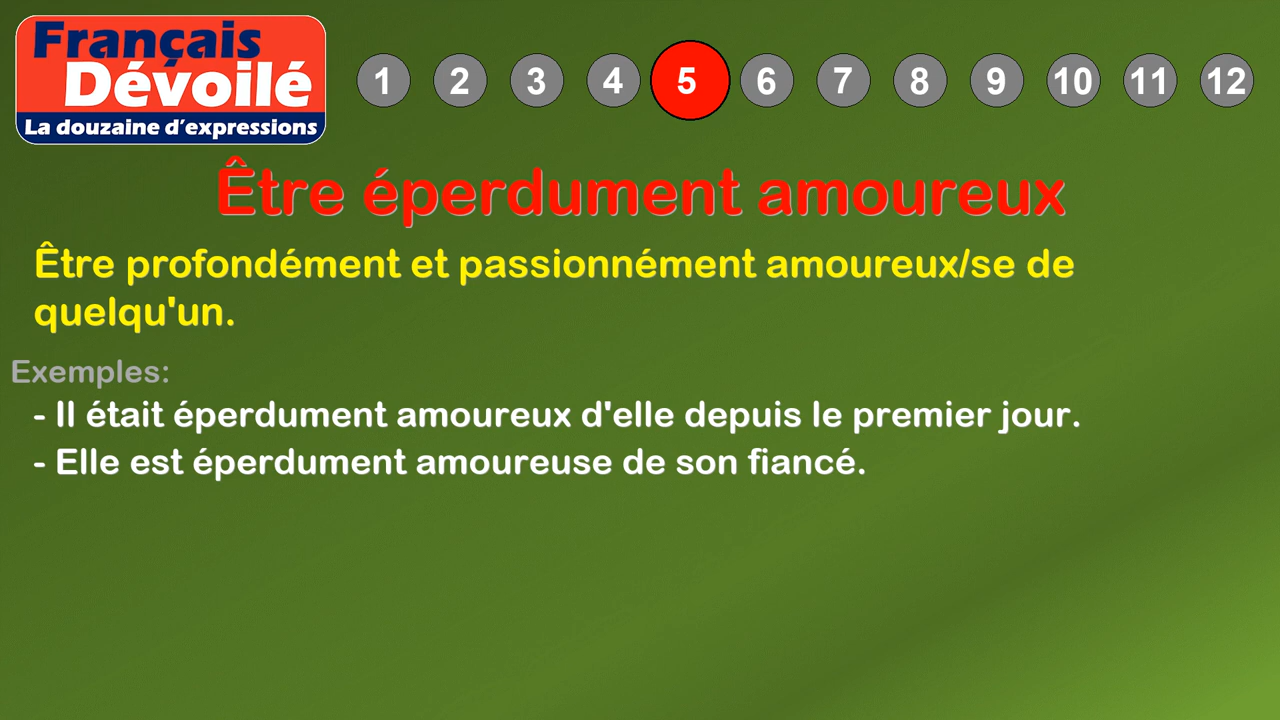 Français
Dévoilé
La douzaine d'expressions
1 2 3 4 5 6 7 8 9 10 11 12
Être éperdument amoureux
Être profondément et passionnément amoureux/se de
quelqu'un.
Exemples:
- Il était éperdument amoureux d'elle depuis le premier jour.
- Elle est éperdument amoureuse de son fiancé.